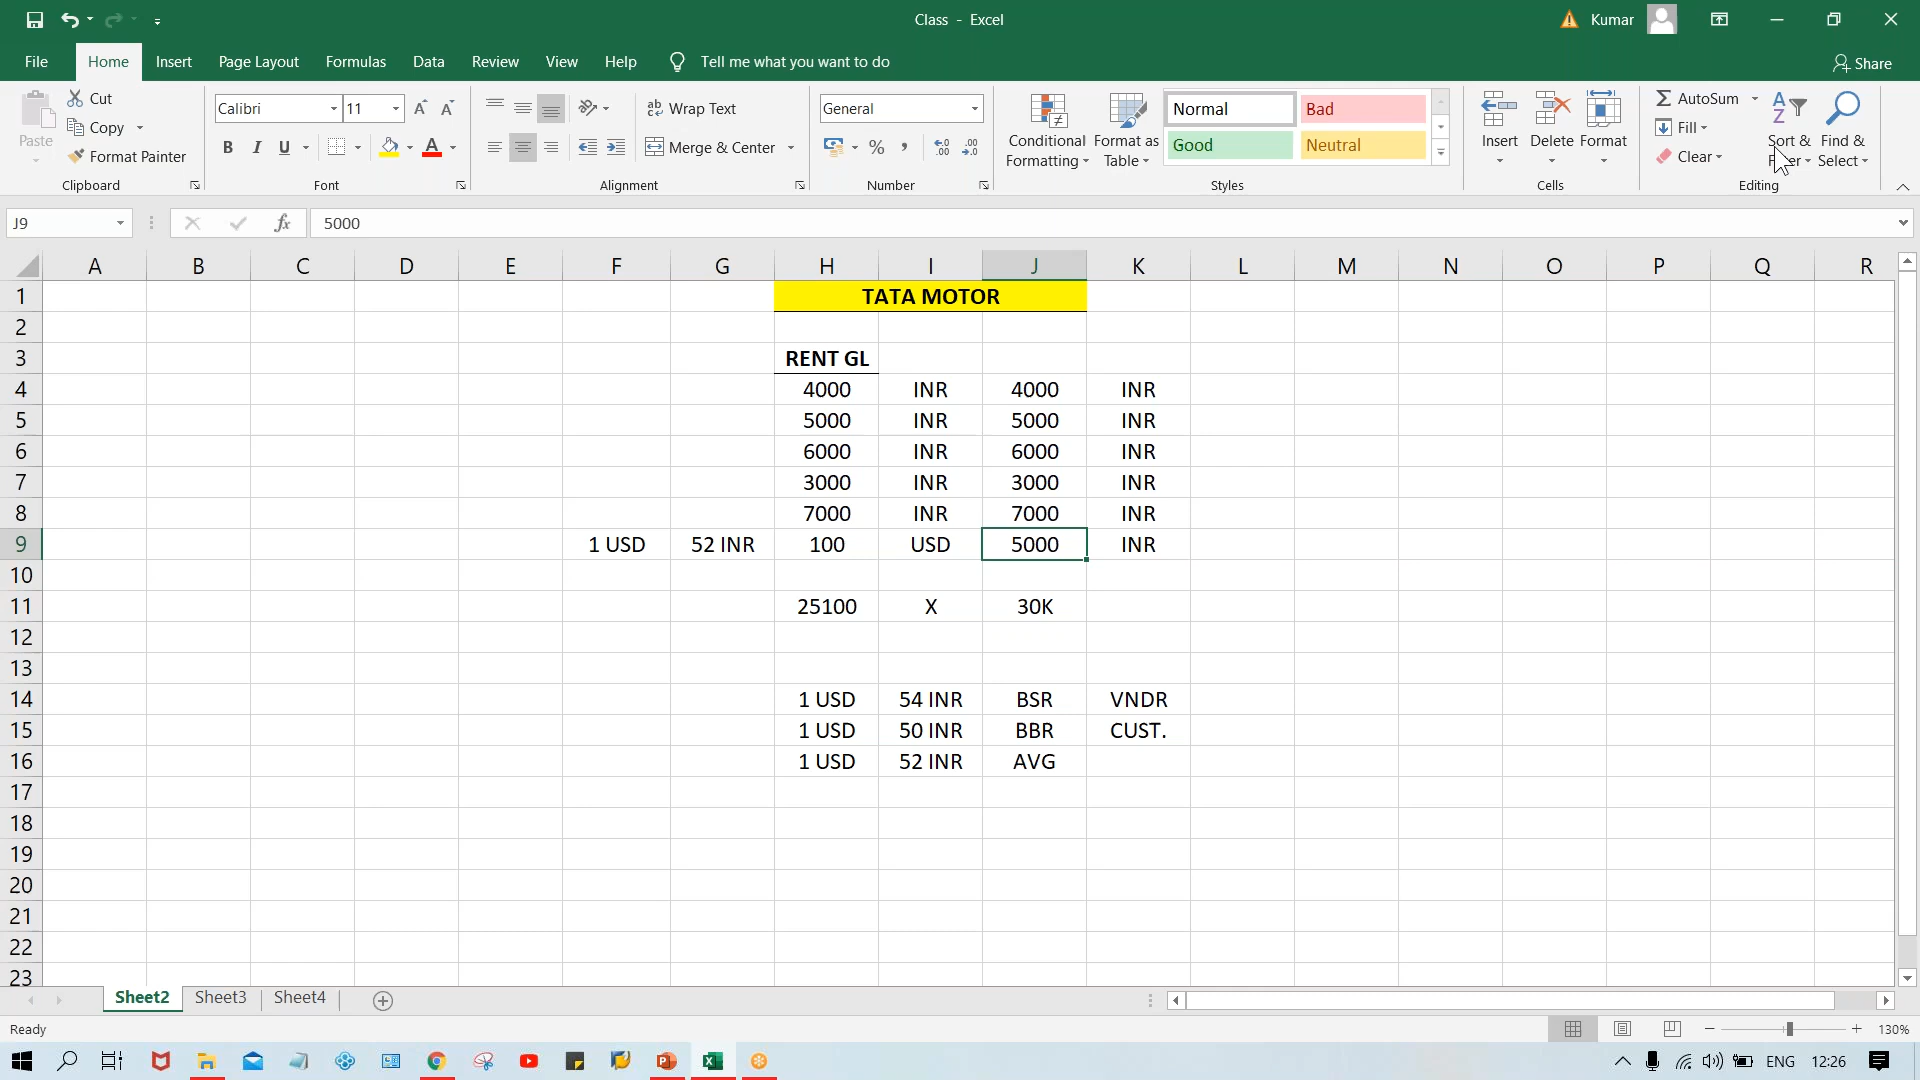 Class - Excel
Kumar
File Home Insert Page Layout Formulas Data Review View Help Tell me what you want to do Share
Paste
Cut
Copy
Format Painter
Clipboard
Calibri 11
B I U
Font
Wrap Text
Merge & Center
Alignment
General
Number
Conditional Formatting
Format as Table
Normal Bad
Good Neutral
Styles
Insert Delete Format
Cells
AutoSum
Fill
Clear
Sort &
Find & Select
Editing
J9 fx 5000
A B C D E F G H I J K L M N O P Q R
1 TATA MOTOR
2
3 RENT GL
4 4000 INR 4000 INR
5 5000 INR 5000 INR
6 6000 INR 6000 INR
7 3000 INR 3000 INR
8 7000 INR 7000 INR
9 1 USD 52 INR 100 USD 5000 INR
10
11 25100 X 30K
12
13
14 1 USD 54 INR BSR VNDR
15 1 USD 50 INR BBR CUST.
16 1 USD 52 INR AVG
17
18
19
20
21
22
23
Sheet2 Sheet3 Sheet4
Ready 130%
ENG 12:26